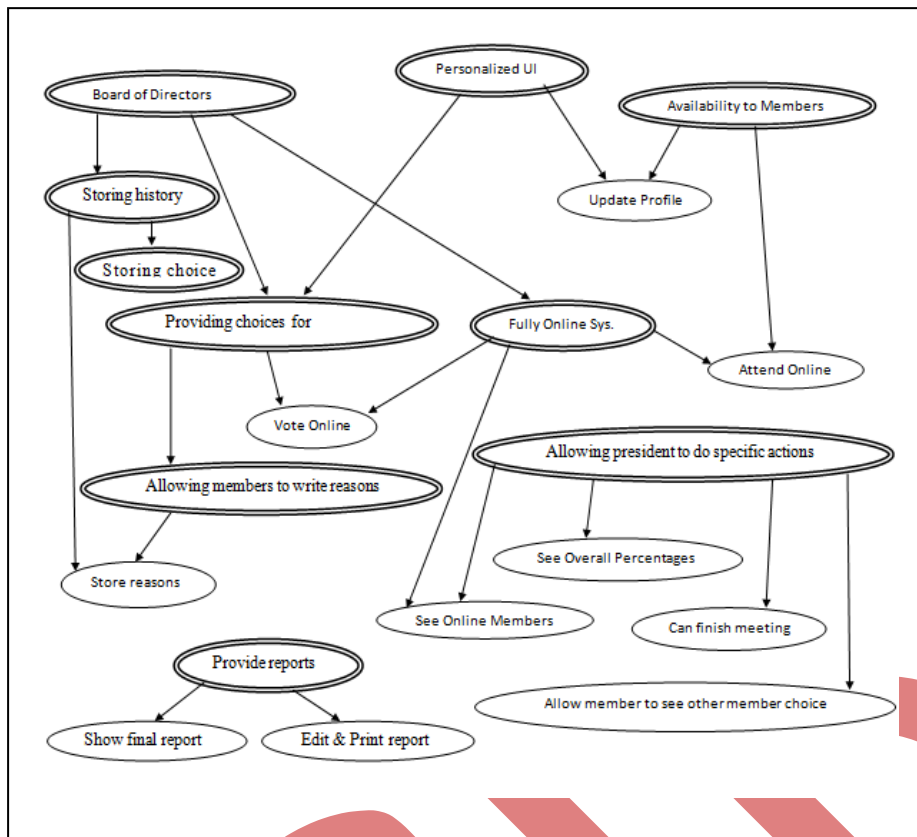 Personalized UI
Board of Directors
Availability to Members
Storing history
Update Profile
Storing choice
Providing choices for
Fully Online Sys.
Attend Online
Vote Online
Allowing president to do specific actions
Allowing members to write reasons
See Overall Percentages
Store reasons
See Online Members
Can finish meeting
Provide reports
Allow member to see other member choice
Show final report
Edit & Print report